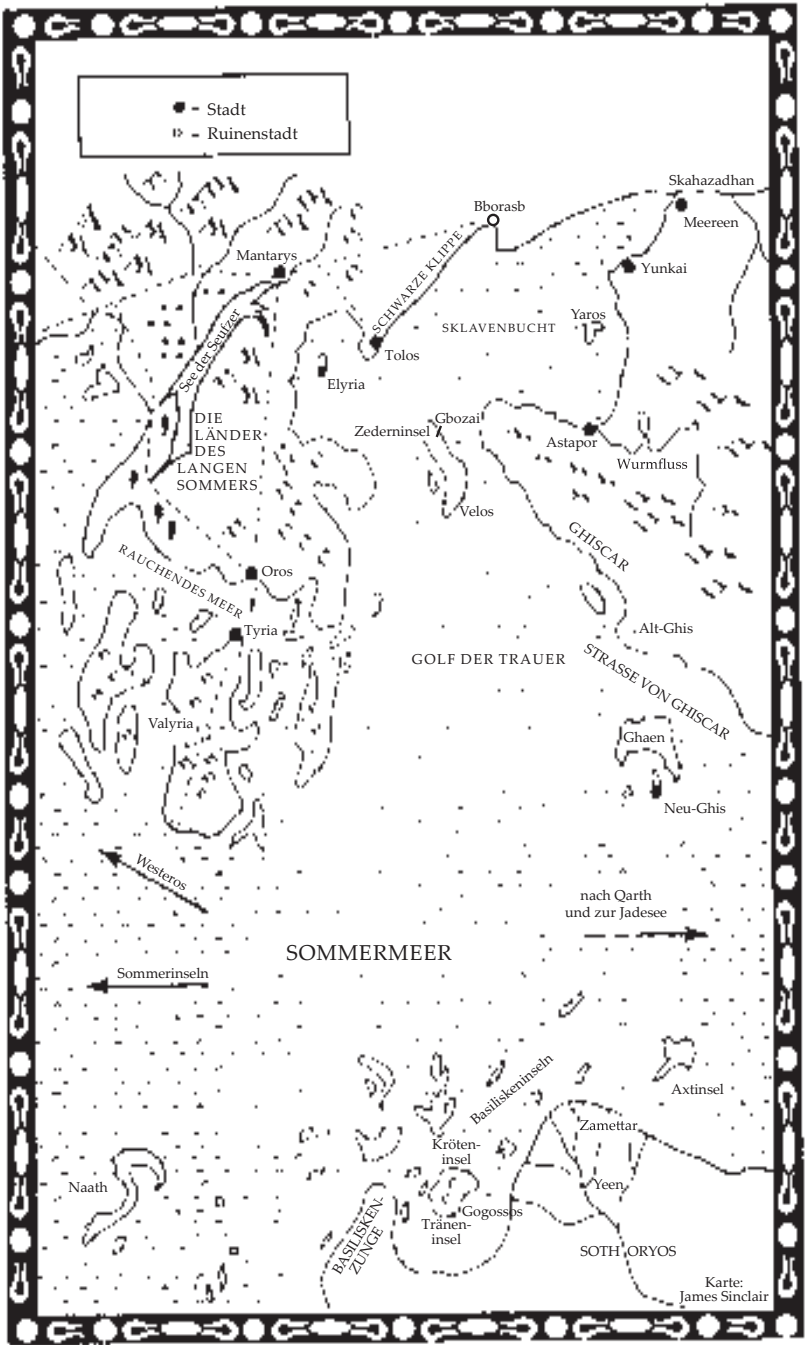 Stadt
Ruinenstadt
Skahazadhan
Bborasb
Meereen
Mantarys
Yunkai
SCHWARZE KLIPPE
Yaros
SKLAVENBUCHT
See der Seufzer
Tolos
Elyria
DIE
LÄNDER
DES
LANGEN
SOMMERS
Gbozai
Zederninsel
Astapor
Wurmfluss
Velos
GHISCAR
RAUCHENDES MEER
Oros
Tyria
Alt-Ghis
GOLF DER TRAUER
STRASSE VON GHISCAR
Valyria
Ghaen
Neu-Ghis
Westeros
nach Qarth
und zur Jadesee
SOMMERMEER
Sommerinseln
Basiliskeninseln
Axtinsel
Zamettar
Kröten-
insel
Naath
Yeen
Gogossos
Tränen-
insel
BASILISKEN-
ZUNGE
SOTH ORYOS
Karte:
James Sinclair